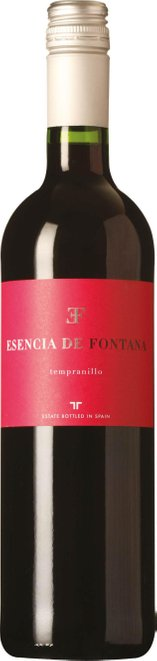 ESENCIA DE FONTANA
tempranillo
ESTATE BOTTLED IN SPAIN